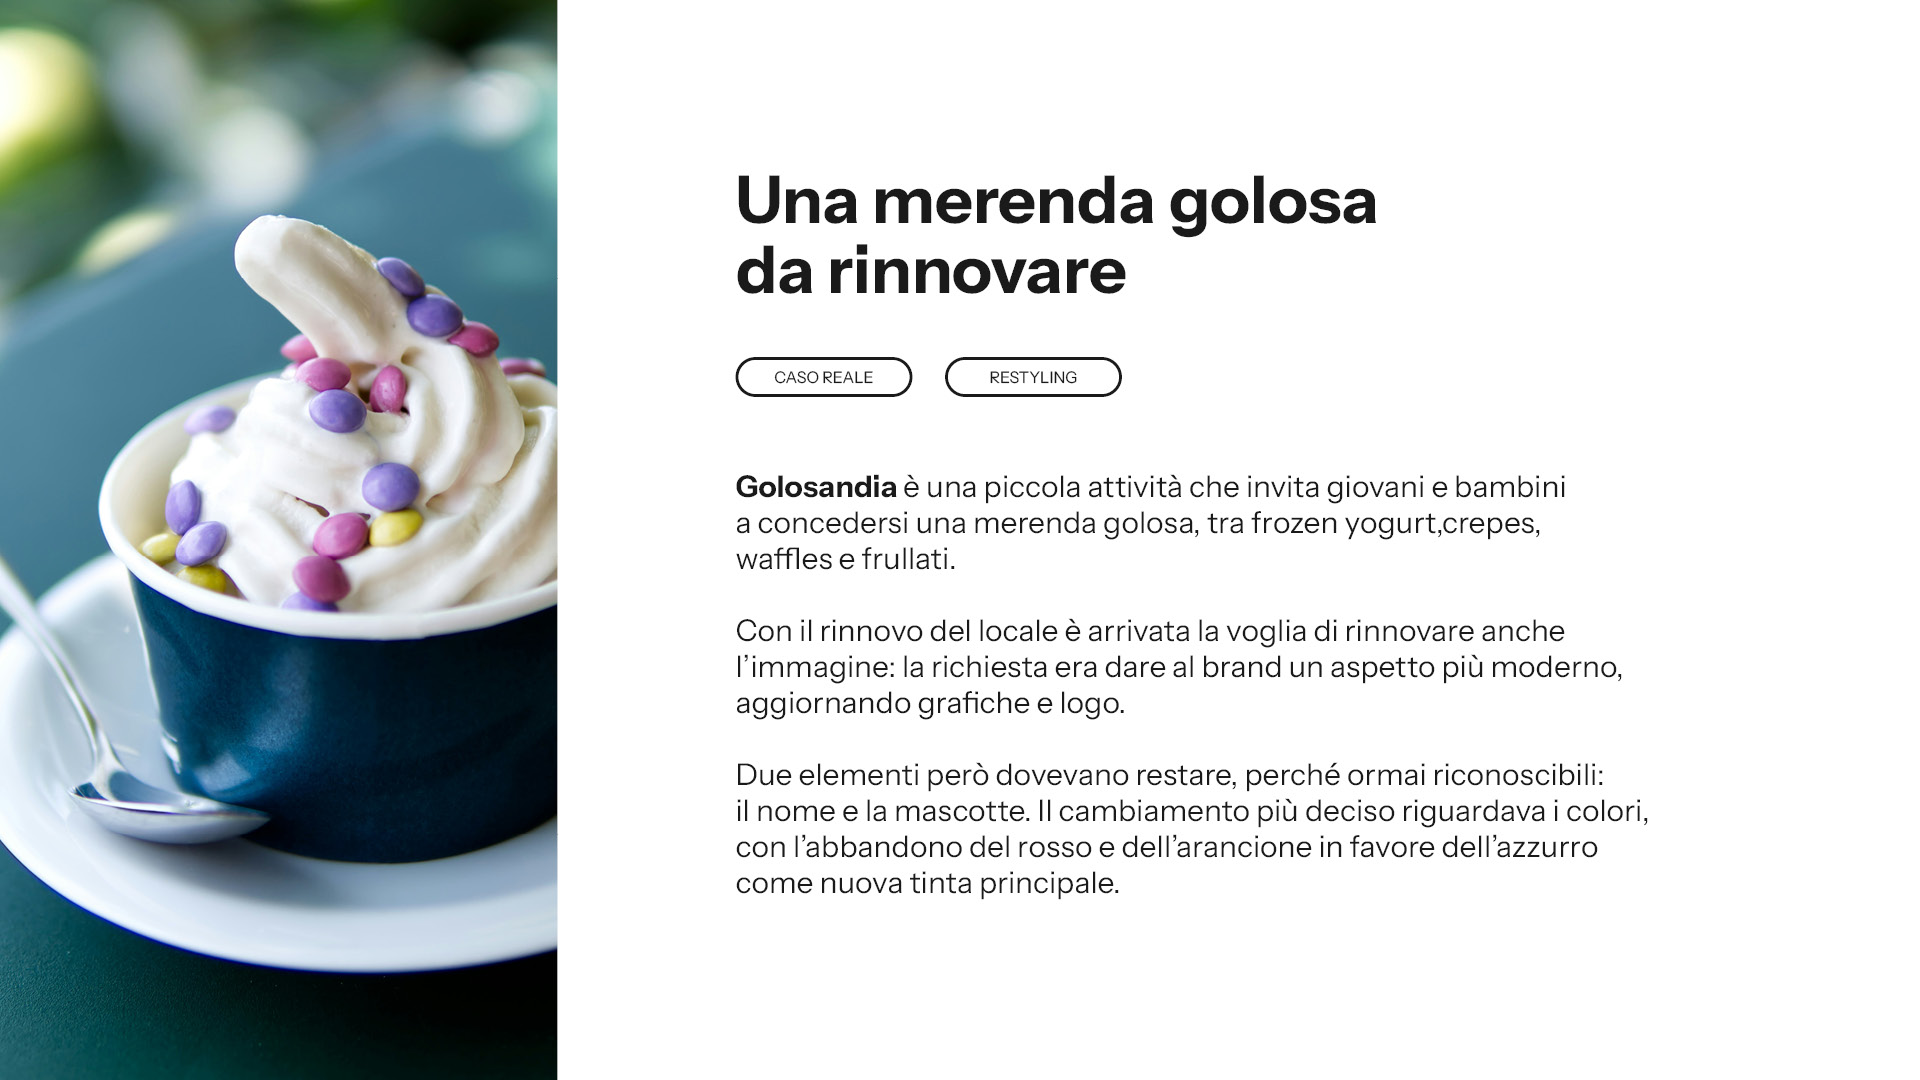 Una merenda golosa
da rinnovare
CASO REALE
RESTYLING
Golosandia è una piccola attività che invita giovani e bambini
a concedersi una merenda golosa, tra frozen yogurt,crepes,
waffles e frullati.
Con il rinnovo del locale è arrivata la voglia di rinnovare anche
l’immagine: la richiesta era dare al brand un aspetto più moderno,
aggiornando grafiche e logo.
Due elementi però dovevano restare, perché ormai riconoscibili:
il nome e la mascotte. Il cambiamento più deciso riguardava i colori,
con l’abbandono del rosso e dell’arancione in favore dell’azzurro
come nuova tinta principale.